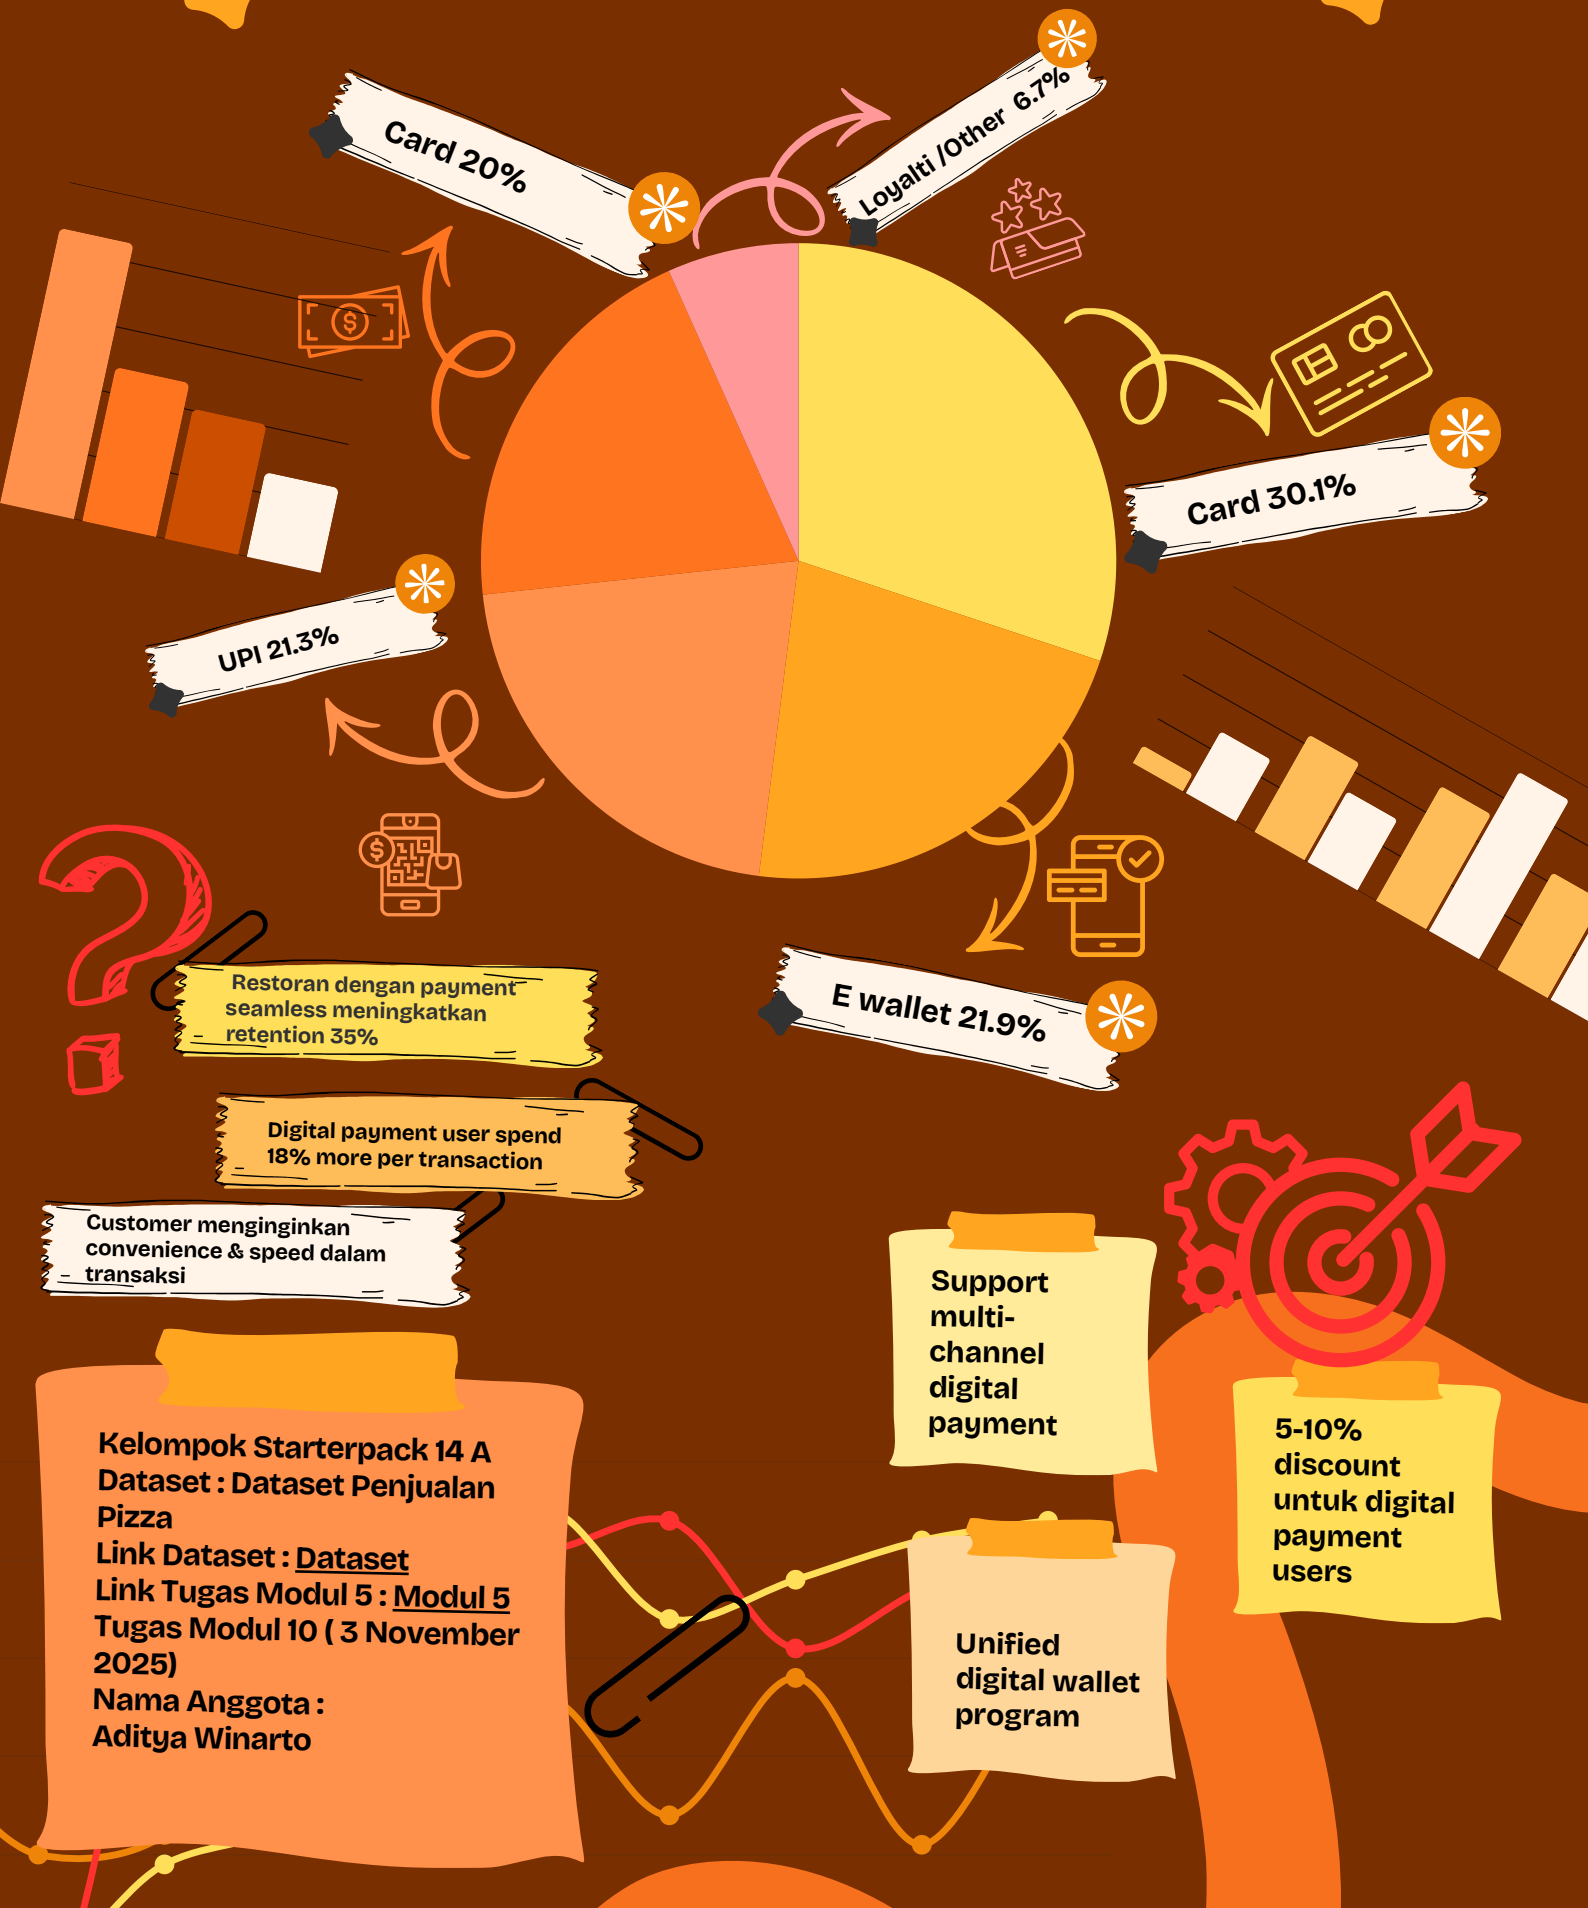 Card 20%
Loyalti /Other 6.7%
Card 30.1%
UPI 21.3%
E wallet 21.9%
Restoran dengan payment
seamless meningkatkan
retention 35%
Digital payment user spend
18% more per transaction
Customer menginginkan
convenience & speed dalam
transaksi
Support
multi-
channel
digital
payment
5-10%
discount
untuk digital
payment
users
Unified
digital wallet
program
Kelompok Starterpack 14 A
Dataset : Dataset Penjualan
Pizza
Link Dataset : Dataset
Link Tugas Modul 5 : Modul 5
Tugas Modul 10 ( 3 November
2025)
Nama Anggota :
Aditya Winarto